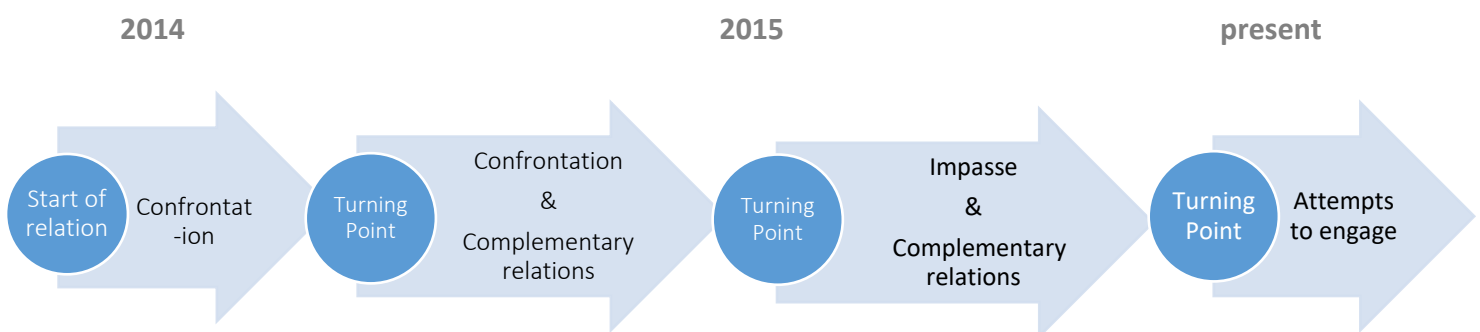 2014
2015
present
Start of
relation
Confrontat
-ion
Turning
Point
Confrontation
&
Complementary
relations
Turning
Point
Impasse
&
Complementary
relations
Turning
Point
Attempts
to engage